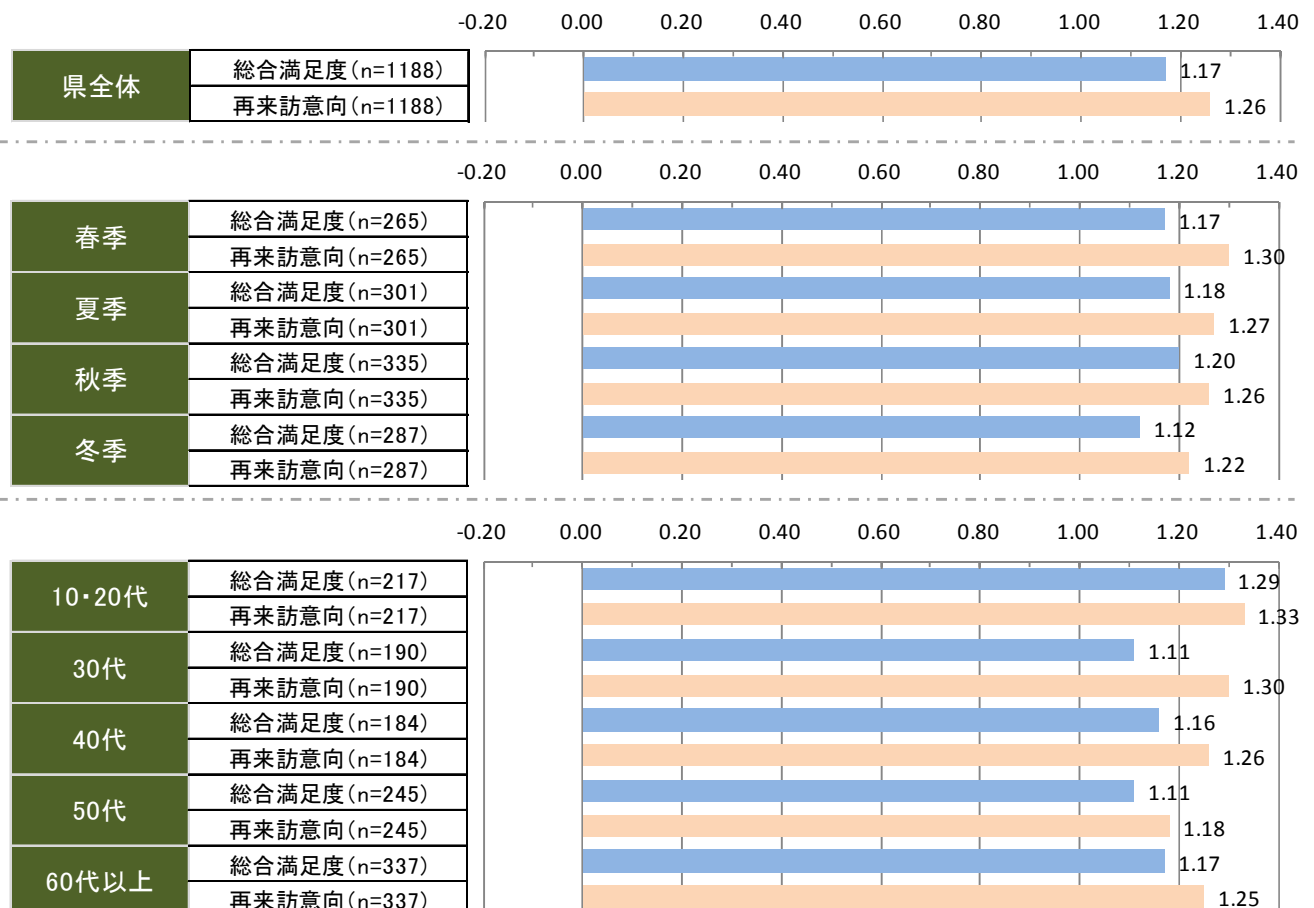 -0.20 0.00 0.20 0.40 0.60 0.80 1.00 1.20 1.40
県全体
総合満足度(n=1188) 1.17
再来訪意向(n=1188) 1.26
-0.20 0.00 0.20 0.40 0.60 0.80 1.00 1.20 1.40
春季
総合満足度(n=265) 1.17
再来訪意向(n=265) 1.30
夏季
総合満足度(n=301) 1.18
再来訪意向(n=301) 1.27
秋季
総合満足度(n=335) 1.20
再来訪意向(n=335) 1.26
冬季
総合満足度(n=287) 1.12
再来訪意向(n=287) 1.22
-0.20 0.00 0.20 0.40 0.60 0.80 1.00 1.20 1.40
10・20代
総合満足度(n=217) 1.29
再来訪意向(n=217) 1.33
30代
総合満足度(n=190) 1.11
再来訪意向(n=190) 1.30
40代
総合満足度(n=184) 1.16
再来訪意向(n=184) 1.26
50代
総合満足度(n=245) 1.11
再来訪意向(n=245) 1.18
60代以上
総合満足度(n=337) 1.17
再来訪意向(n=337) 1.25